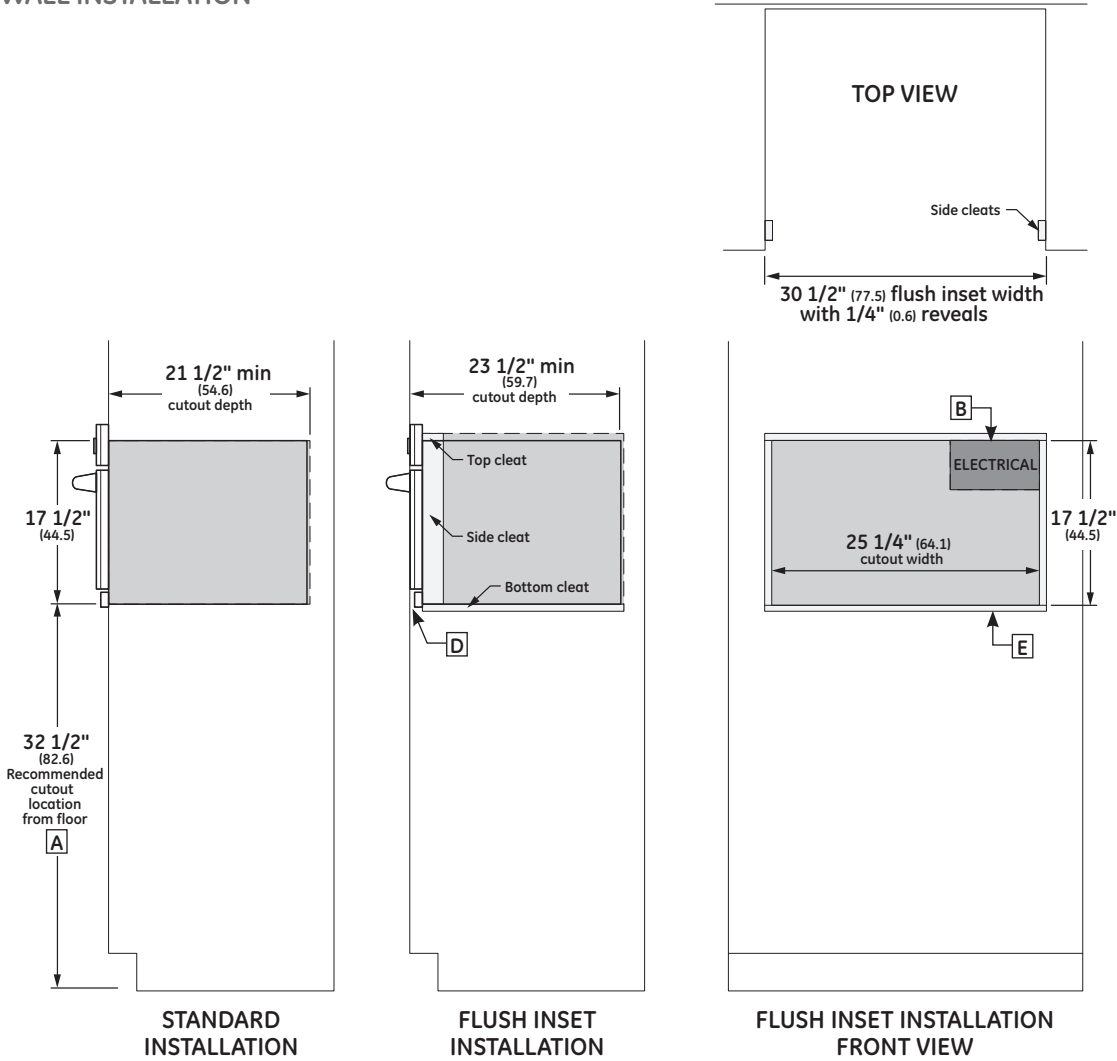 WALL INSTALLATION
TOP VIEW
Side cleats
30 1/2" (77.5) flush inset width
with 1/4" (0.6) reveals
21 1/2" min
(54.6)
cutout depth
17 1/2"
(44.5)
32 1/2"
(82.6)
Recommended
cutout
location
from floor
A
STANDARD
INSTALLATION
23 1/2" min
(59.7)
cutout depth
Top cleat
Side cleat
Bottom cleat
D
FLUSH INSET
INSTALLATION
B
ELECTRICAL
25 1/4" (64.1)
cutout width
17 1/2"
(44.5)
E
FLUSH INSET INSTALLATION
FRONT VIEW